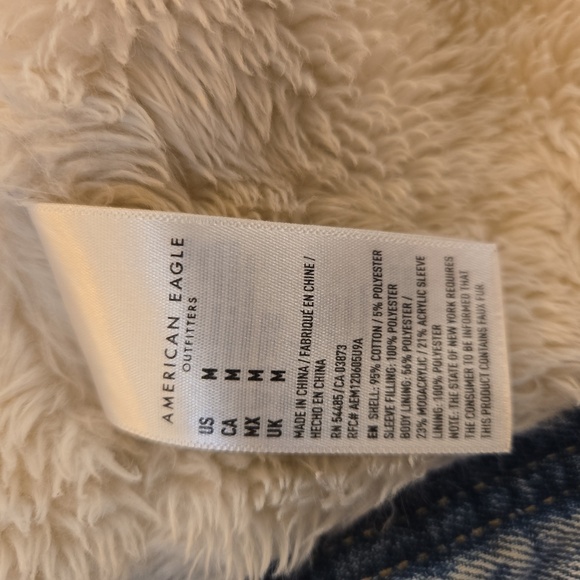 AMERICAN EAGLE
OUTFITTERS
US M
CA M
MX M
UK M
MADE IN CHINA / FABRIQUÉ EN CHINE /
HECHO EN CHINA
RN 54485/CA 03873
RFC# AEM120605U9A
EN SHELL: 95% COTTON / 5% POLYESTER
SLEEVE FILLING: 100% POLYESTER
BODY LINING: 56% POLYESTER /
23% MODACRYLIC / 21% ACRYLIC SLEEVE
LINING: 100% POLYESTER
NOTE: THE STATE OF NEW YORK REQUIRES
THE CONSUMER TO BE INFORMED THAT
THIS PRODUCT CONTAINS FAUX FUR